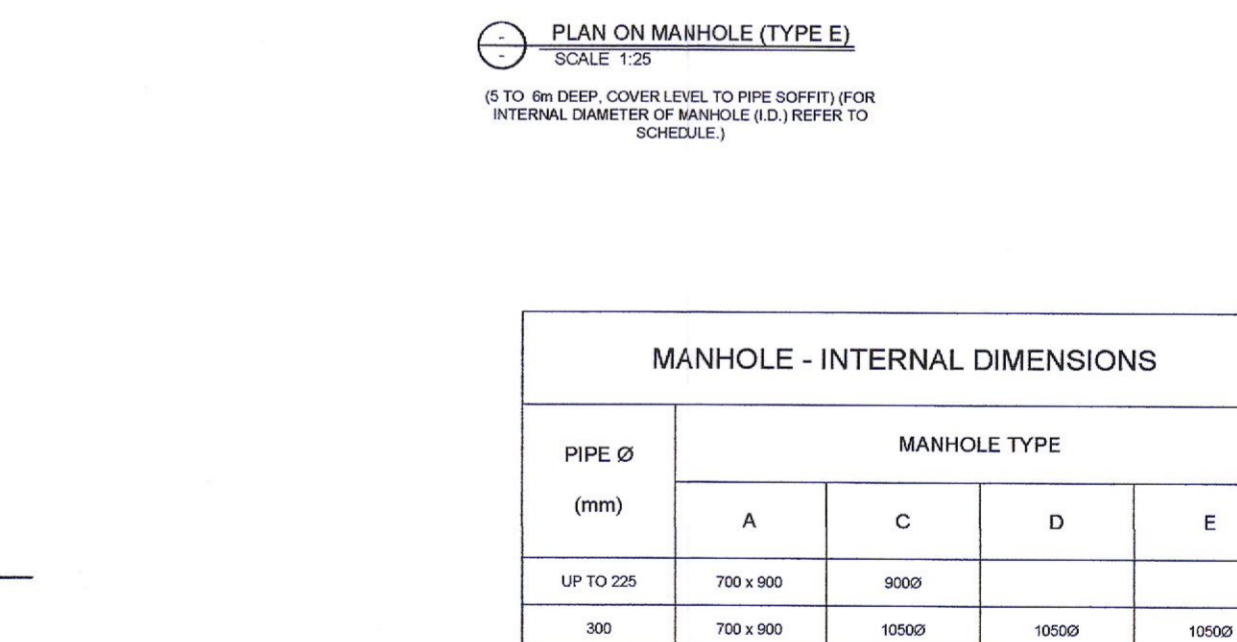 -
-
PLAN ON MANHOLE (TYPE E)
SCALE 1:25
(5 TO 6m DEEP, COVER LEVEL TO PIPE SOFFIT) (FOR
INTERNAL DIAMETER OF MANHOLE (I.D.) REFER TO
SCHEDULE.)
MANHOLE - INTERNAL DIMENSIONS
PIPE Ø
(mm)
MANHOLE TYPE
A C D E
UP TO 225 700 x 900 900Ø
300 700 x 900 1050Ø 1050Ø 1050Ø